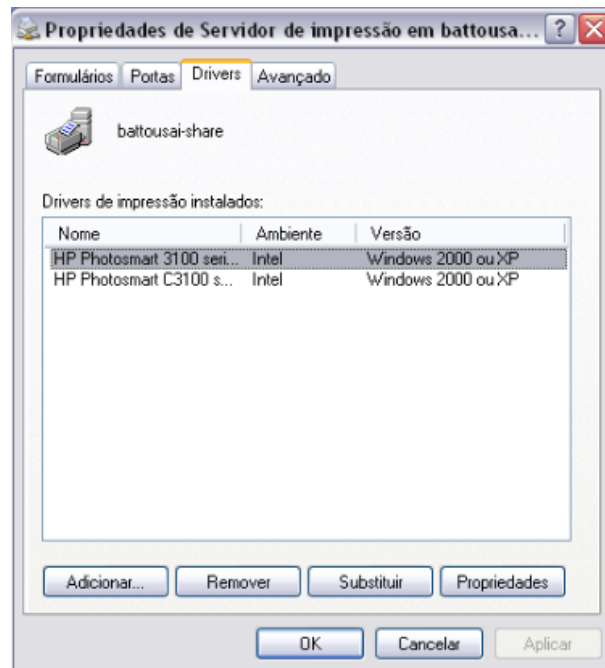 Propriedades de Servidor de impressão em battousa...
Formulários Portas Drivers Avançado
battousai-share
Drivers de impressão instalados:
Nome Ambiente Versão
HP Photosmart 3100 seri... Intel Windows 2000 ou XP
HP Photosmart C3100 s... Intel Windows 2000 ou XP
Adicionar... Remover Substituir Propriedades
OK Cancelar Aplicar